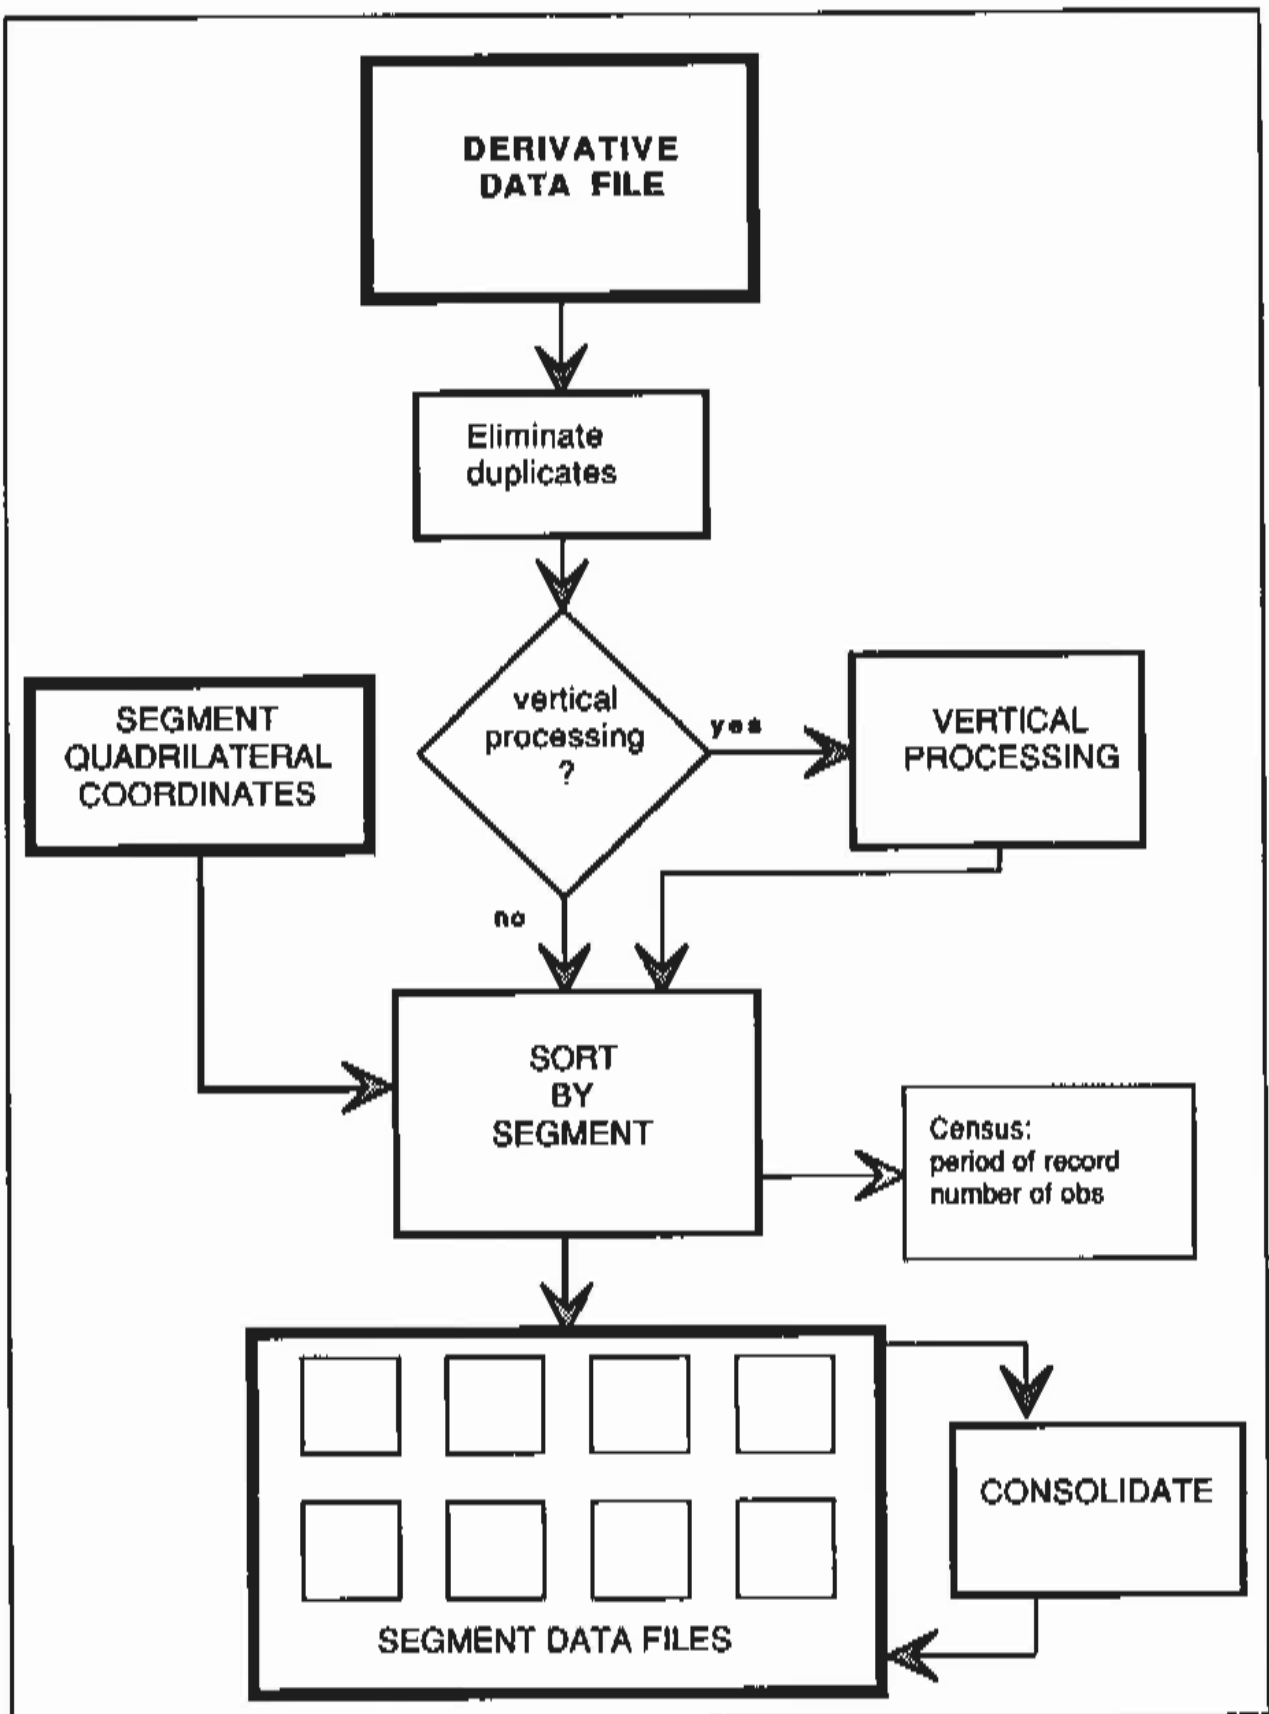 DERIVATIVE
DATA FILE
Eliminate
duplicates
vertical
processing
?
yes
VERTICAL
PROCESSING
SEGMENT
QUADRILATERAL
COORDINATES
no
SORT
BY
SEGMENT
Census:
period of record
number of obs
CONSOLIDATE
SEGMENT DATA FILES